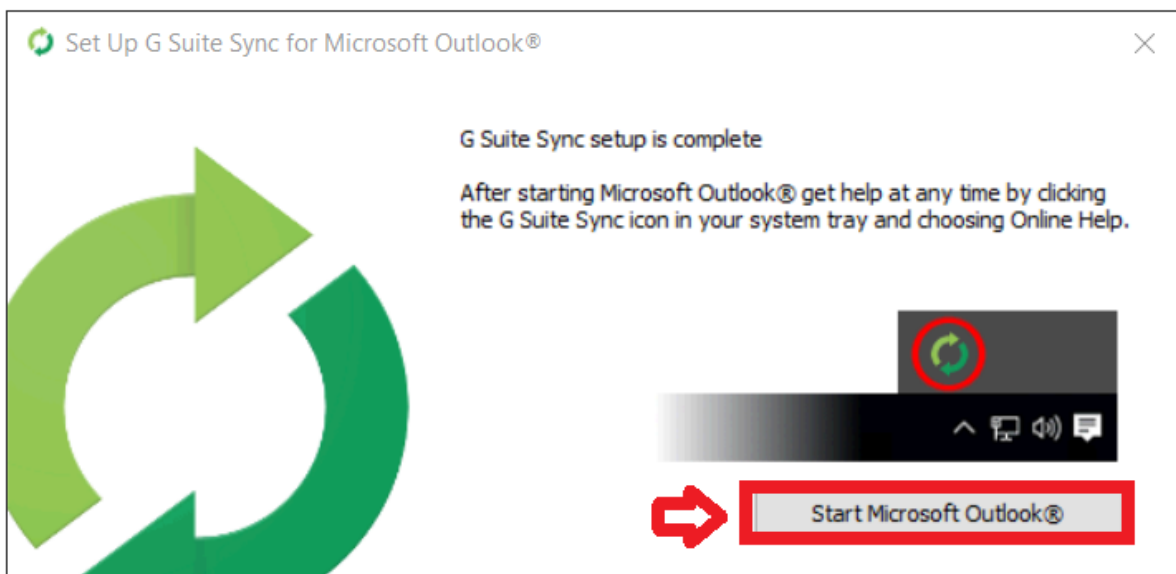 Set Up G Suite Sync for Microsoft Outlook®
G Suite Sync setup is complete
After starting Microsoft Outlook® get help at any time by clicking
the G Suite Sync icon in your system tray and choosing Online Help.
Start Microsoft Outlook®